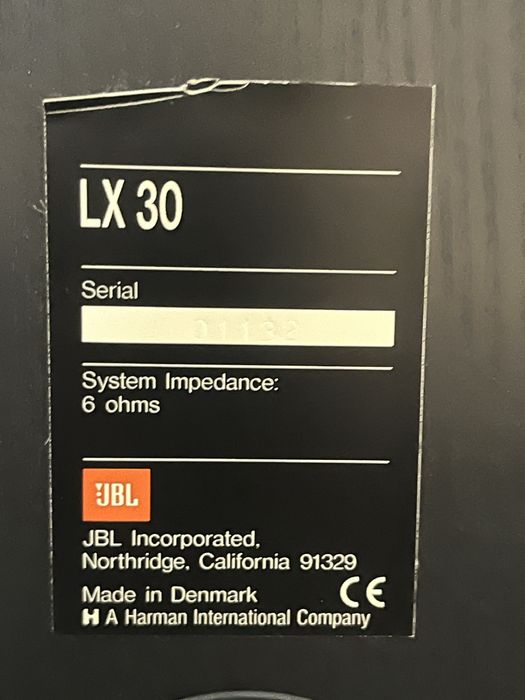 LX 30
Serial
01132
System Impedance:
6 ohms
JBL
JBL Incorporated,
Northridge, California 91329
Made in Denmark CE
H A Harman International Company